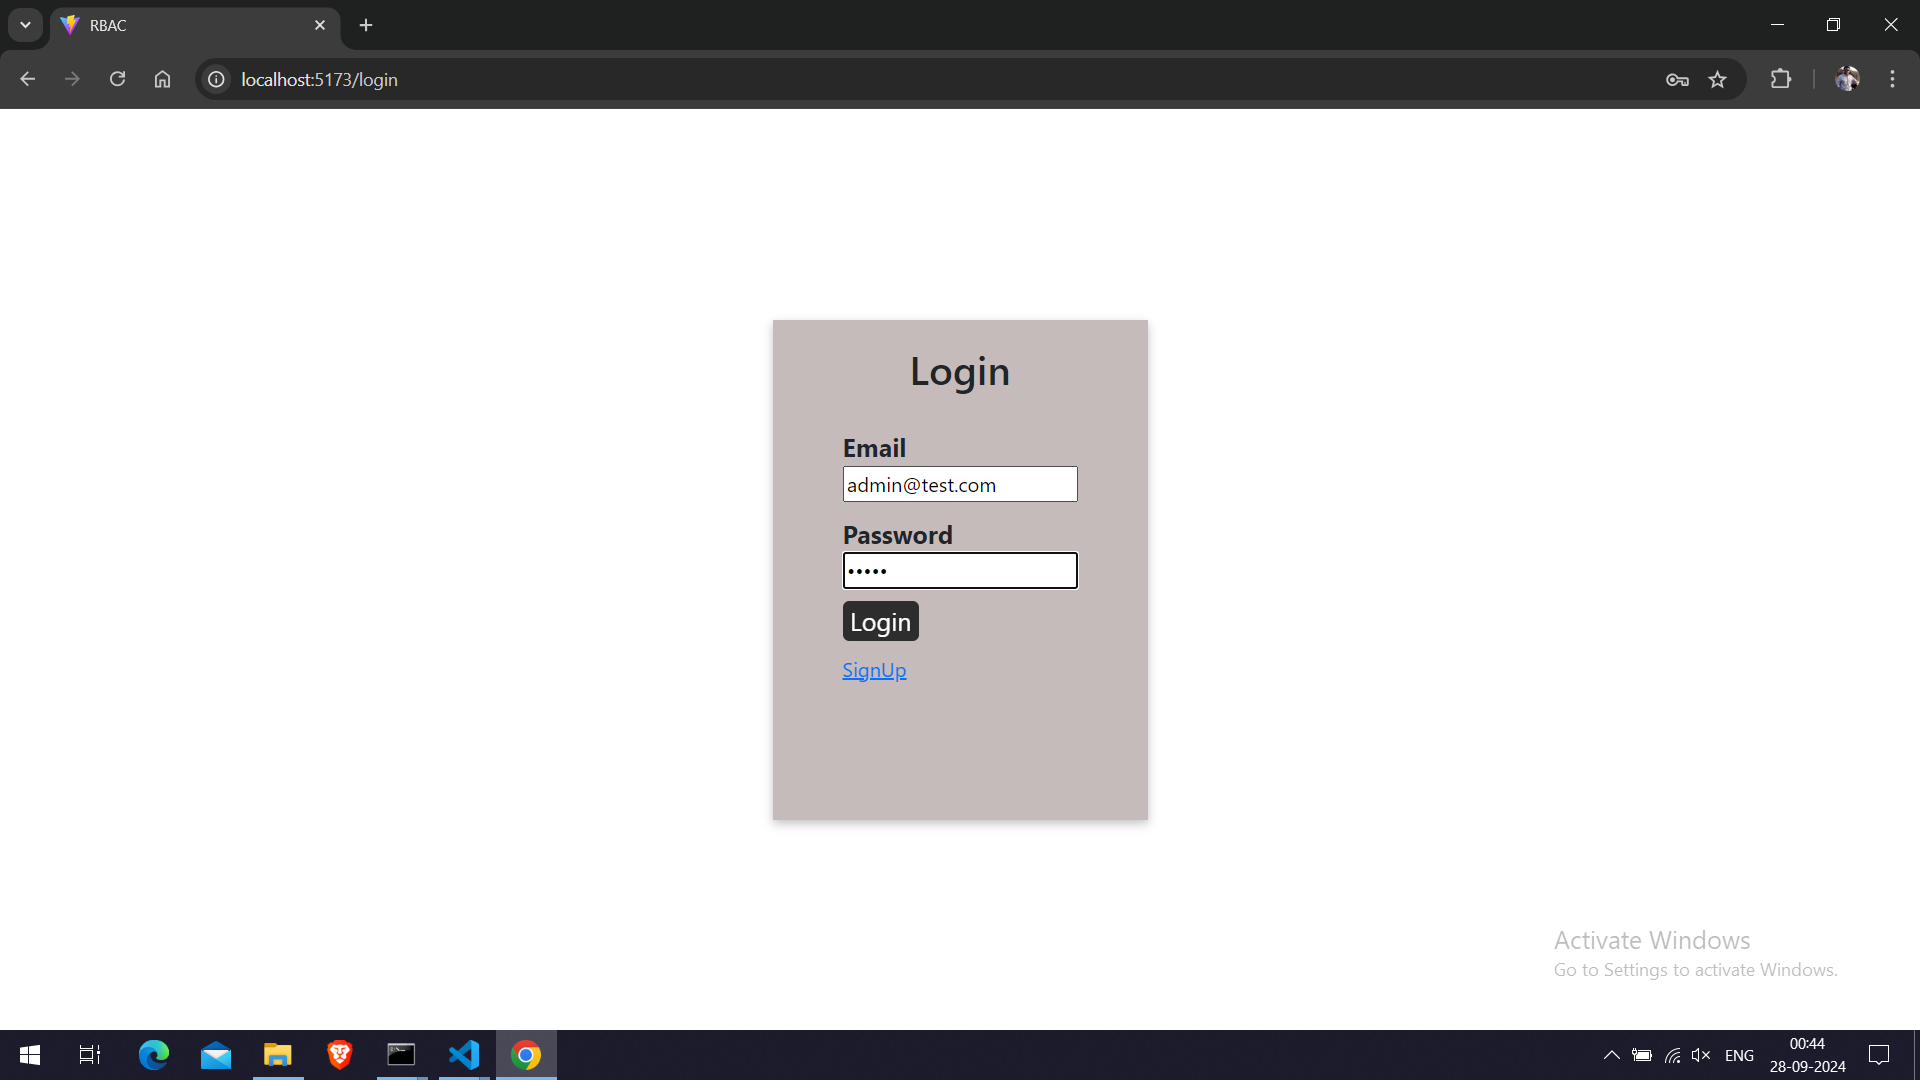 RBAC
localhost:5173/login
Login
Email
admin@test.com
Password
•••••
Login
SignUp
Activate Windows
Go to Settings to activate Windows.
ENG
00:44
28-09-2024